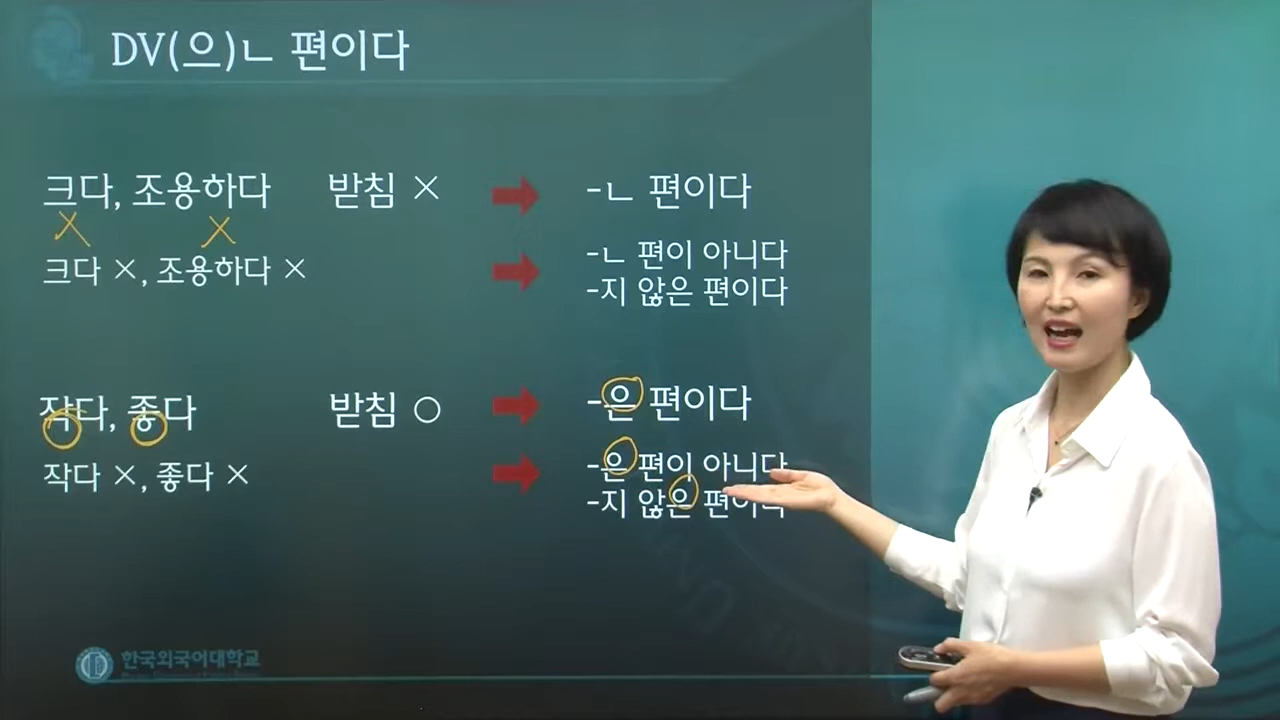 DV(으)ㄴ 편이다
크다, 조용하다 받침 × → -ㄴ 편이다
크다 ×, 조용하다 × → -ㄴ 편이 아니다
-지 않은 편이다
작다, 좋다 받침 ○ → -은 편이다
작다 ×, 좋다 × → -은 편이 아니다
-지 않은 편이다
한국외국어대학교